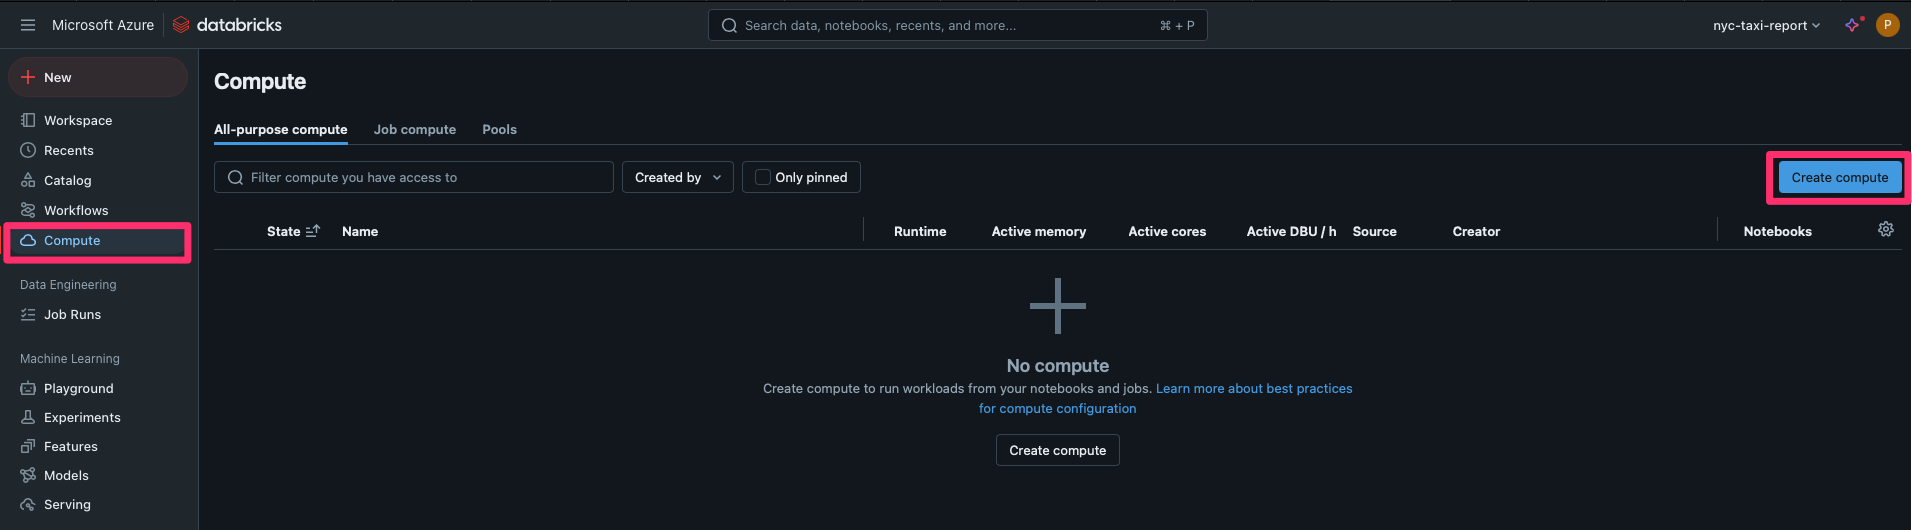 Microsoft Azure databricks Search data, notebooks, recents, and more... ⌘ + P nyc-taxi-report P
New
Workspace
Recents
Catalog
Workflows
Compute
Data Engineering
Job Runs
Machine Learning
Playground
Experiments
Features
Models
Serving
Compute
All-purpose compute Job compute Pools
Filter compute you have access to Created by Only pinned Create compute
State Name Runtime Active memory Active cores Active DBU / h Source Creator Notebooks
No compute
Create compute to run workloads from your notebooks and jobs. Learn more about best practices
for compute configuration
Create compute